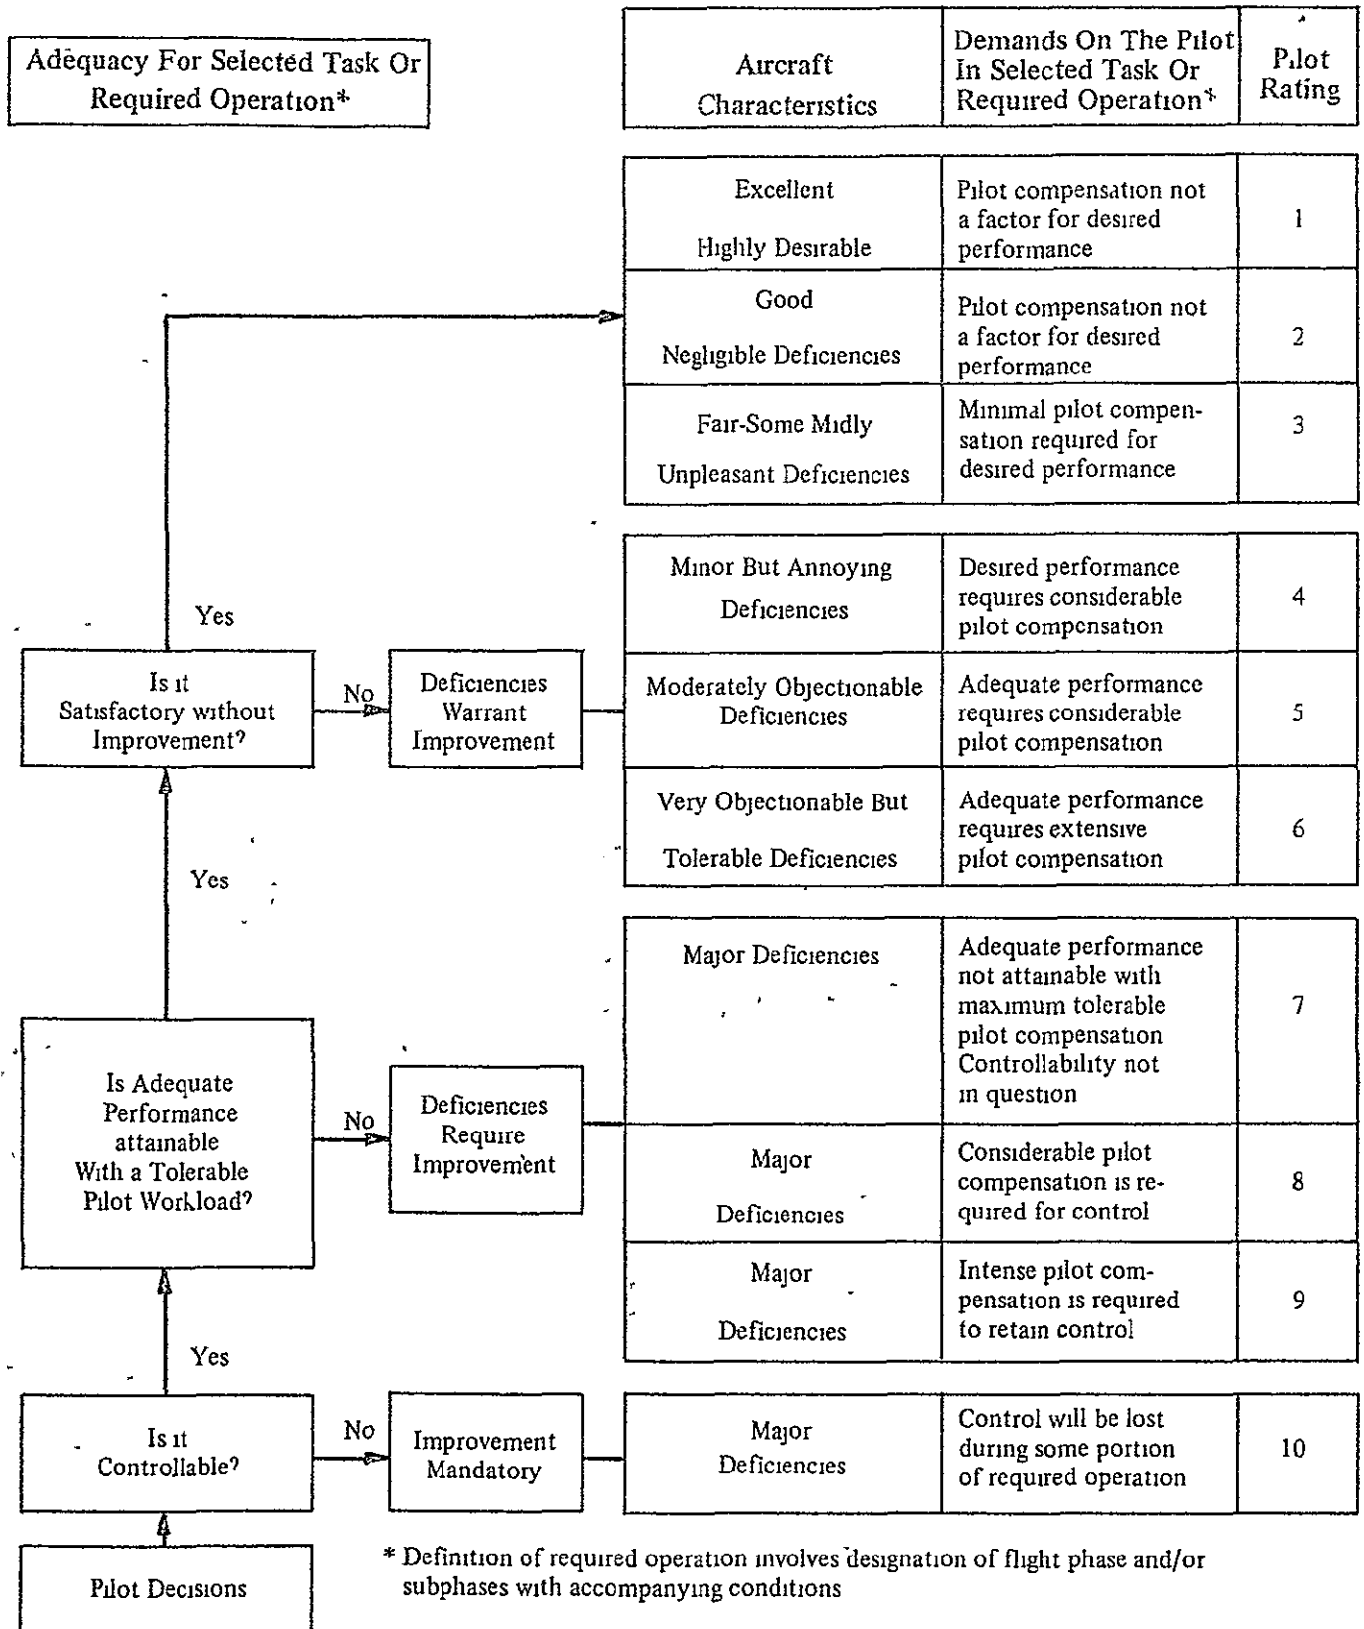 Adequacy For Selected Task Or
Required Operation*
Aircraft
Characteristics
Demands On The Pilot
In Selected Task Or
Required Operation*
Pilot
Rating
Excellent
Highly Desirable
Pilot compensation not
a factor for desired
performance
1
Good
Negligible Deficiencies
Pilot compensation not
a factor for desired
performance
2
Fair-Some Midly
Unpleasant Deficiencies
Minimal pilot compen-
sation required for
desired performance
3
Yes
Is it
Satisfactory without
Improvement?
No
Deficiencies
Warrant
Improvement
Minor But Annoying
Deficiencies
Desired performance
requires considerable
pilot compensation
4
Moderately Objectionable
Deficiencies
Adequate performance
requires considerable
pilot compensation
5
Very Objectionable But
Tolerable Deficiencies
Adequate performance
requires extensive
pilot compensation
6
Yes
Is Adequate
Performance
attainable
With a Tolerable
Pilot Workload?
No
Deficiencies
Require
Improvement
Major Deficiencies
Adequate performance
not attainable with
maximum tolerable
pilot compensation
Controllability not
in question
7
Major
Deficiencies
Considerable pilot
compensation is re-
quired for control
8
Major
Deficiencies
Intense pilot com-
pensation is required
to retain control
9
Yes
Is it
Controllable?
No
Improvement
Mandatory
Major
Deficiencies
Control will be lost
during some portion
of required operation
10
Pilot Decisions
* Definition of required operation involves designation of flight phase and/or
subphases with accompanying conditions